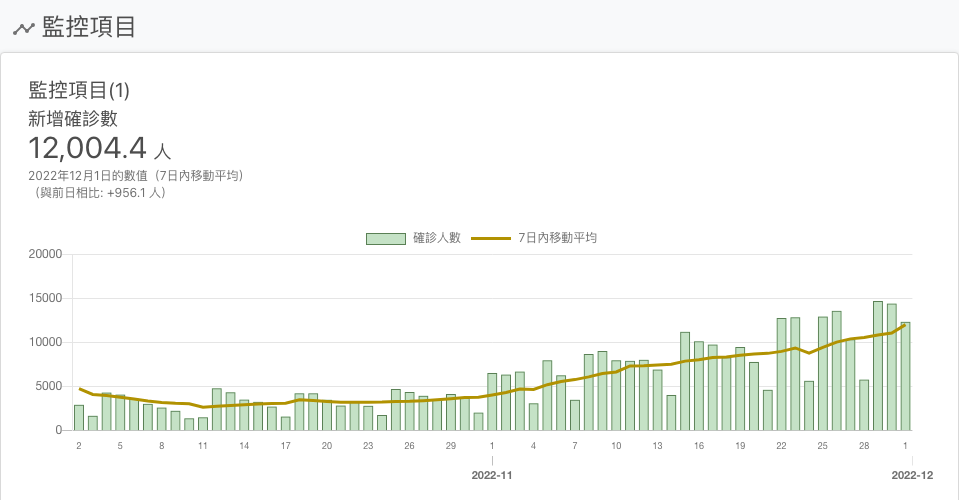 監控項目
監控項目(1)
新增確診數
12,004.4 人
2022年12月1日的數值（7日內移動平均）
（與前日相比: +956.1 人）
確診人數 7日內移動平均
20000
15000
10000
5000
0
2 5 8 11 14 17 20 23 26 29 1 4 7 10 13 16 19 22 25 28 1
2022-11 2022-12